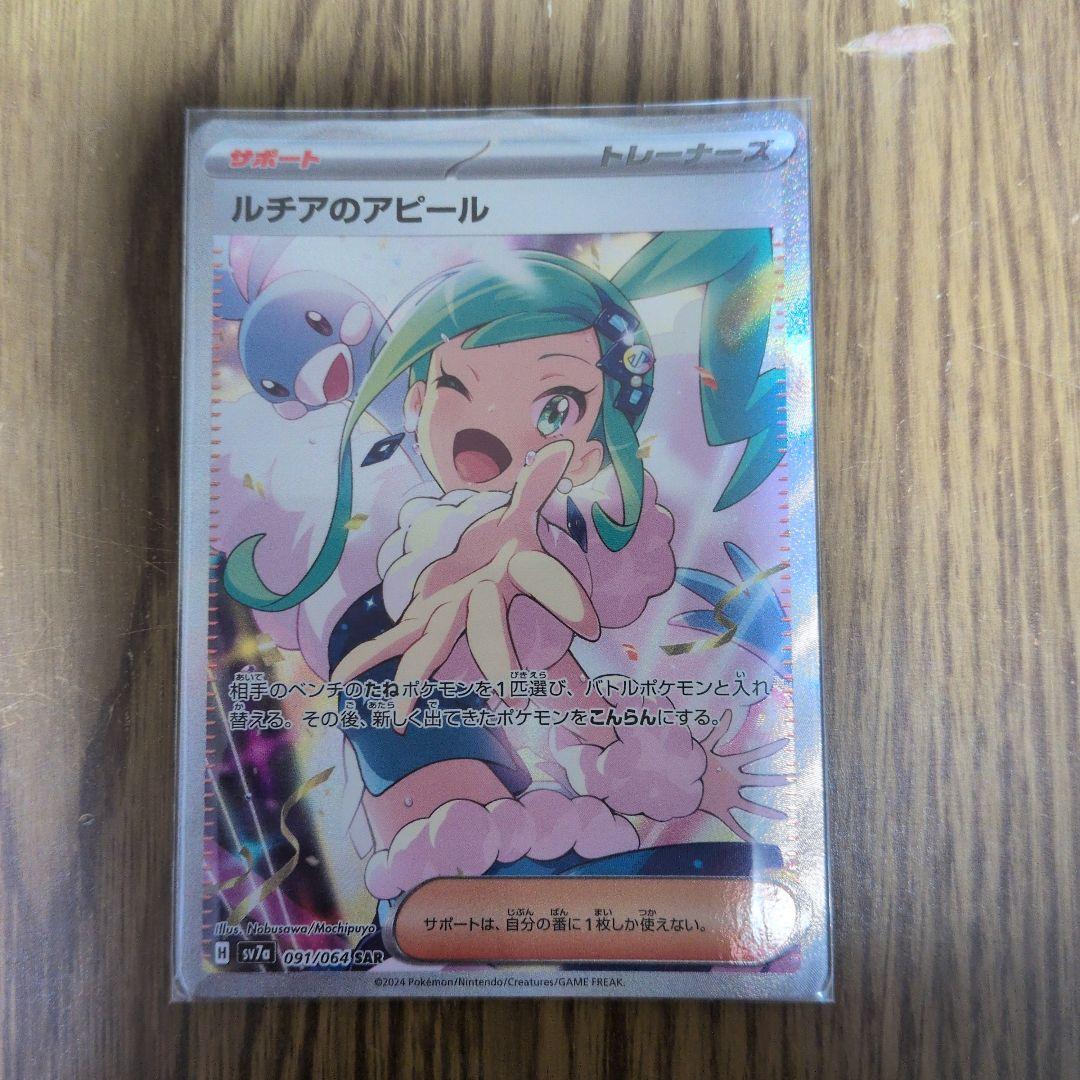 サポート
トレーナーズ
ルチアのアピール
相手のベンチのたねポケモンを1匹選び、バトルポケモンと入れ
替える。その後、新しく出てきたポケモンをこんらんにする。
サポートは、自分の番に1枚しか使えない。
illus. Nobusawa/Mochipuyo
H sv7a 091/064 SAR
©2024 Pokémon/Nintendo/Creatures/GAME FREAK.